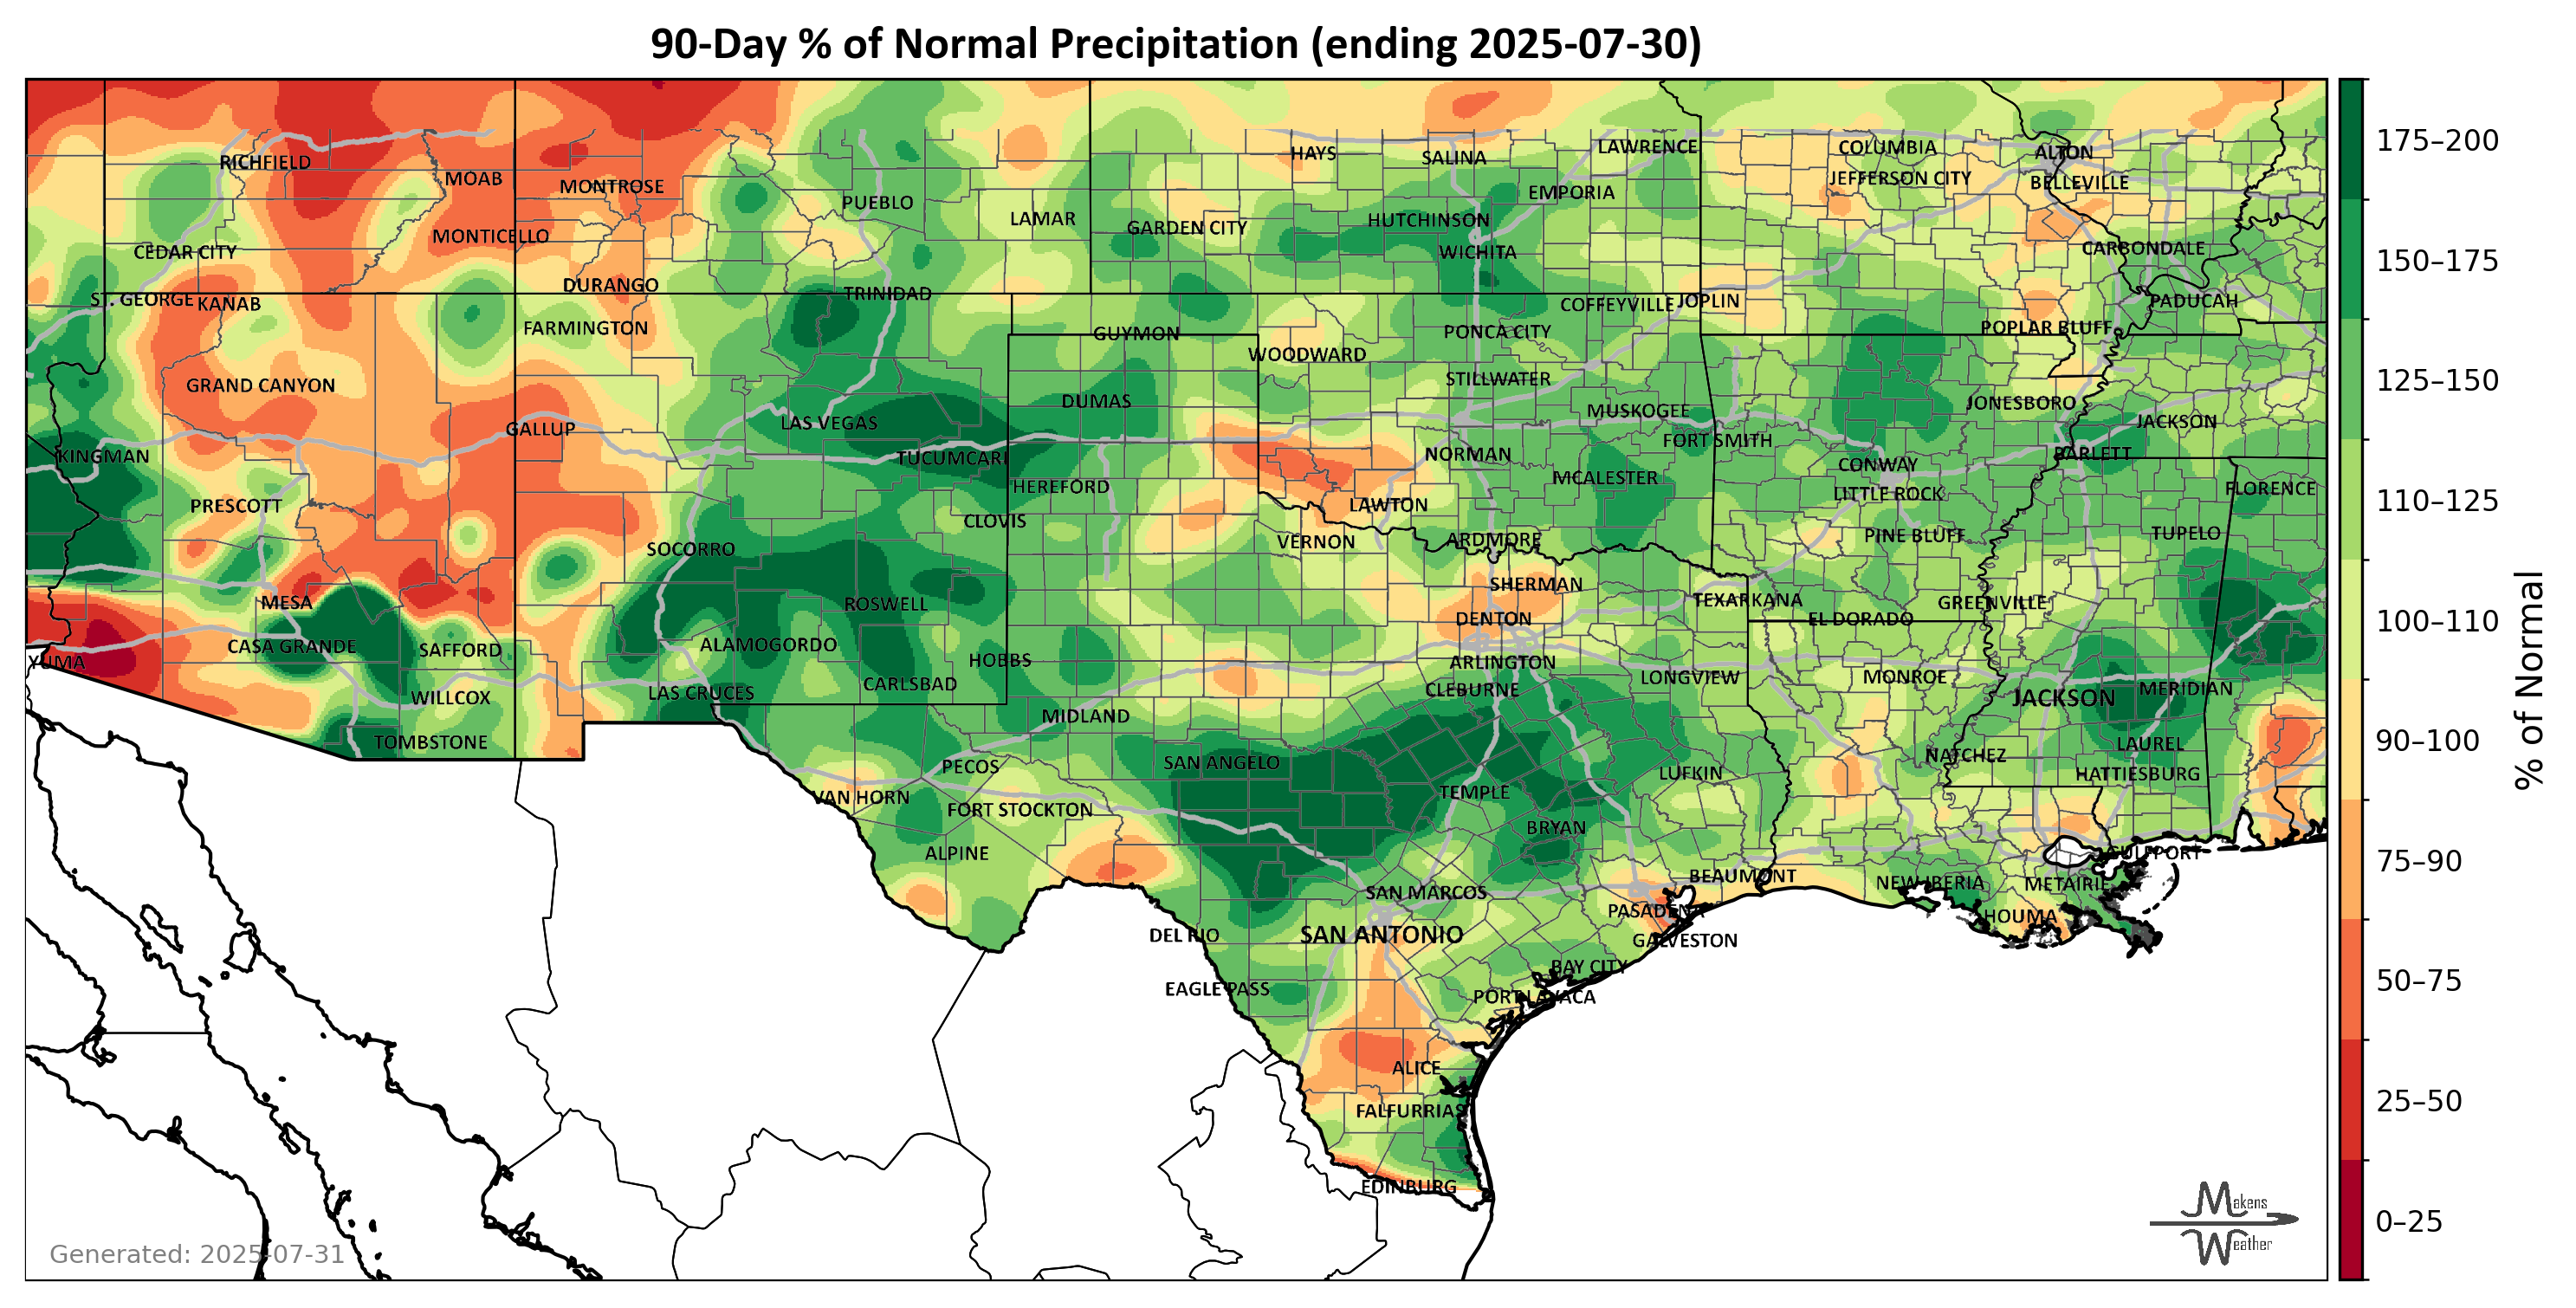 90-Day % of Normal Precipitation (ending 2025-07-30)
RICHFIELD
MOAB
MONTROSE
PUEBLO
LAMAR
HAYS
SALINA
LAWRENCE
COLUMBIA
ALTON
JEFFERSON CITY
BELLEVILLE
EMPORIA
GARDEN CITY
HUTCHINSON
WICHITA
MONTICELLO
CEDAR CITY
CARBONDALE
DURANGO
TRINIDAD
ST. GEORGE
KANAB
COFFEYVILLE
JOPLIN
PADUCAH
FARMINGTON
GUYMON
PONCA CITY
POPLAR BLUFF
WOODWARD
GRAND CANYON
STILLWATER
DUMAS
MUSKOGEE
JONESBORO
JACKSON
LAS VEGAS
GALLUP
FORT SMITH
KINGMAN
TUCUMCARI
NORMAN
BARLETT
CONWAY
HEREFORD
MCALESTER
LITTLE ROCK
FLORENCE
PRESCOTT
LAWTON
CLOVIS
TUPELO
SOCORRO
VERNON
ARDMORE
PINE BLUFF
SHERMAN
MESA
ROSWELL
TEXARKANA
GREENVILLE
DENTON
EL DORADO
CASA GRANDE
SAFFORD
ALAMOGORDO
HOBBS
YUMA
ARLINGTON
LONGVIEW
MONROE
CARLSBAD
LAS CRUCES
CLEBURNE
WILLCOX
JACKSON
MERIDIAN
MIDLAND
TOMBSTONE
LAUREL
NATCHEZ
PECOS
SAN ANGELO
LUFKIN
HATTIESBURG
VAN HORN
FORT STOCKTON
TEMPLE
BRYAN
ALPINE
GULFPORT
BEAUMONT
NEW IBERIA
METAIRIE
SAN MARCOS
PASADENA
HOUMA
DEL RIO
SAN ANTONIO
GALVESTON
BAY CITY
EAGLE PASS
PORT LAVACA
ALICE
FALFURRIAS
EDINBURG
175–200
150–175
125–150
110–125
100–110
90–100
75–90
50–75
25–50
0–25
% of Normal
Generated: 2025-07-31
Makens
Weather